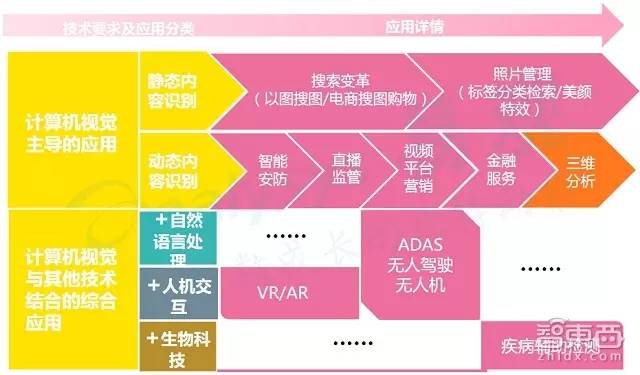 技术要求及应用分类
应用详情
计算机视觉
主导的应用
静态内
容识别
搜索变革
（以图搜图/电商搜图购物）
照片管理
（标签分类检索/美颜
特效）
动态内
容识别
智能
安防
直播
监管
视频
平台
营销
金融
服务
三维
分析
计算机视觉
与其他技术
结合的综合
应用
＋自然
语言处
理
……
ADAS
无人驾驶
无人机
……
＋人机交
互
VR/AR
＋生物科
技
……
疾病辅助检测
智东西
zhidx.com